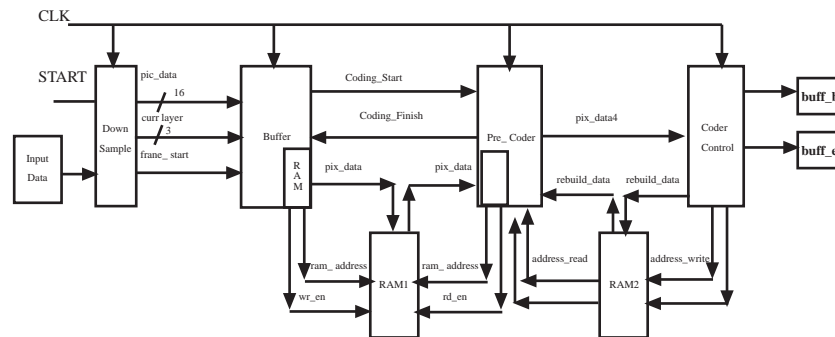 CLK
START
pic_data
16
curr layer
3
frane_ start
Input
Data
Down
Sample
Buffer
R
A
M
Coding_Start
Coding_Finish
pix_data
pix_data
Pre_ Coder
pix_data4
Coder
Control
rebuild_data
rebuild_data
RAM1
ram_ address
ram_ address
wr_en
rd_en
address_read
address_write
RAM2